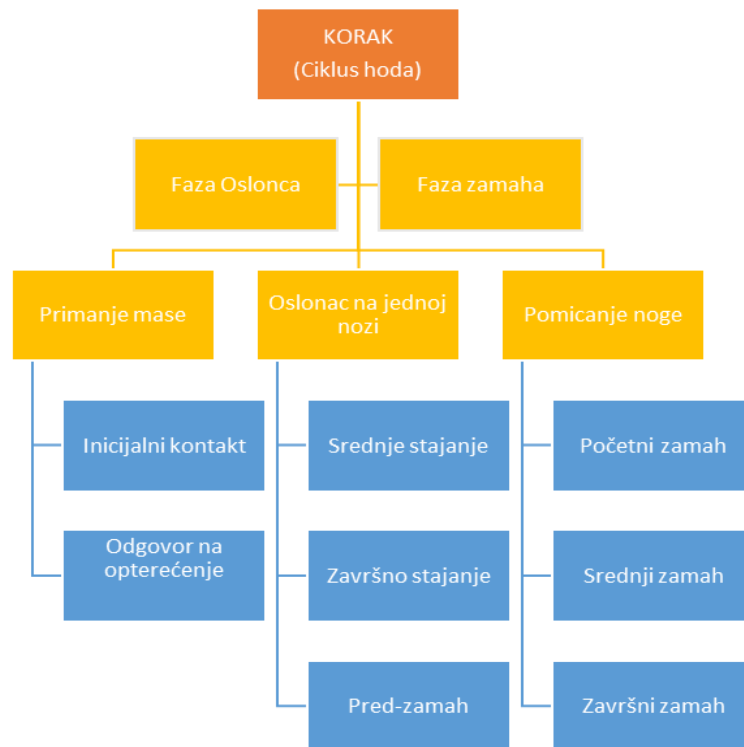 KORAK
(Ciklus hoda)
Faza Oslonca
Faza zamaha
Primanje mase
Oslonac na jednoj
nozi
Pomicanje noge
Inicijalni kontakt
Odgovor na
opterećenje
Srednje stajanje
Završno stajanje
Pred-zamah
Početni zamah
Srednji zamah
Završni zamah